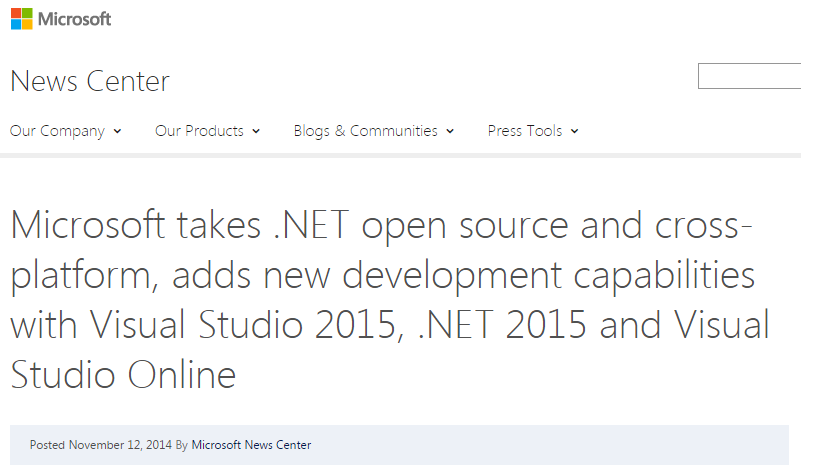 Microsoft
News Center
Our Company Our Products Blogs & Communities Press Tools
Microsoft takes .NET open source and cross-
platform, adds new development capabilities
with Visual Studio 2015, .NET 2015 and Visual
Studio Online
Posted November 12, 2014 By Microsoft News Center